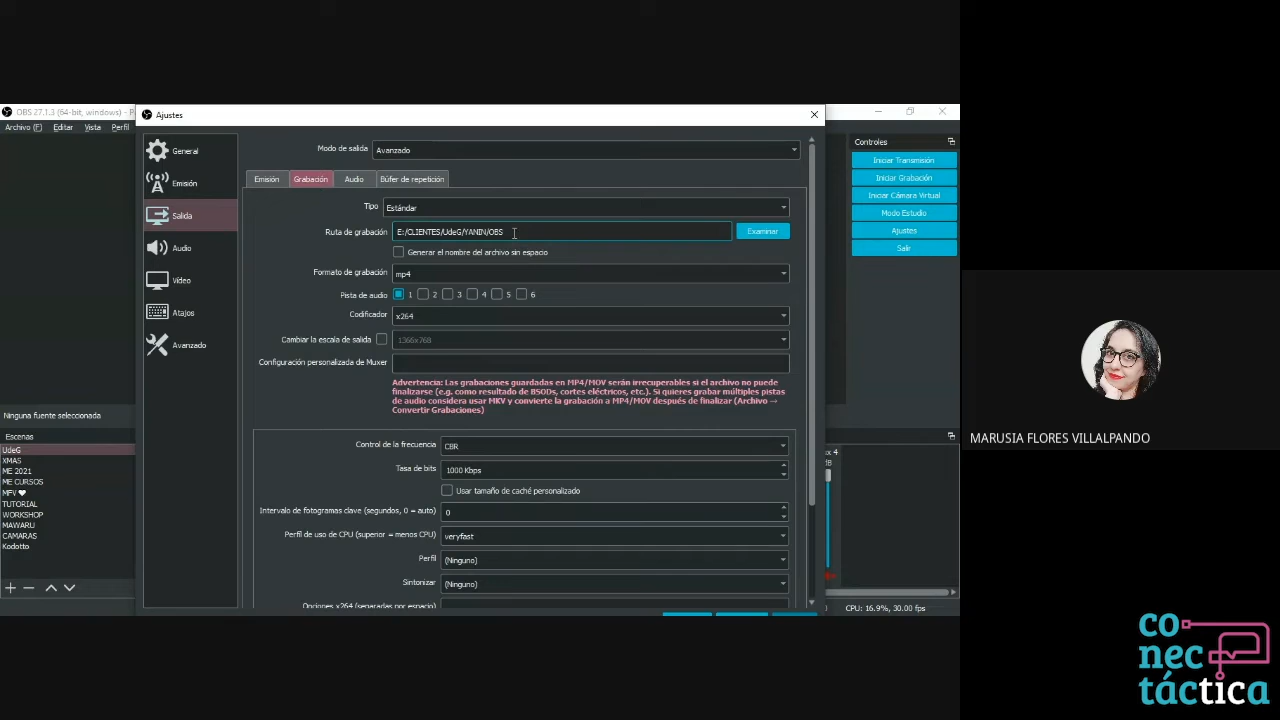 OBS 27.1.3 (64-bit, windows) - P
Archivo (F) Editar Vista Perfil
Ajustes
General
Emisión
Salida
Audio
Vídeo
Atajos
Avanzado
Modo de salida Avanzado
Emisión Grabación Audio Búfer de repetición
Tipo Estándar
Ruta de grabación E:/CLIENTES/UdeG/YANIN/OBS Examinar
Generar el nombre del archivo sin espacio
Formato de grabación mp4
Pista de audio 1 2 3 4 5 6
Codificador x264
Cambiar la escala de salida 1366x768
Configuración personalizada de Muxer
Advertencia: Las grabaciones guardadas en MP4/MOV serán irrecuperables si el archivo no puede
finalizarse (e.g. como resultado de BSODs, cortes eléctricos, etc.). Si quieres grabar múltiples pistas
de audio considera usar MKV y convierte la grabación a MP4/MOV después de finalizar (Archivo →
Convertir Grabaciones)
Control de la frecuencia CBR
Tasa de bits 1000 Kbps
Usar tamaño de caché personalizado
Intervalo de fotogramas clave (segundos, 0 = auto) 0
Perfil de uso de CPU (superior = menos CPU) veryfast
Perfil (Ninguno)
Sintonizar (Ninguno)
Opciones x264 (separadas por espacio)
Ninguna fuente seleccionada
Escenas
UdeG
XMAS
ME 2021
ME CURSOS
MFV ❤
TUTORIAL
WORKSHOP
MAWARU
CAMARAS
Kodotto
Controles
Iniciar Transmisión
Iniciar Grabación
Iniciar Cámara Virtual
Modo Estudio
Ajustes
Salir
CPU: 16.9%, 30.00 fps
MARUSIA FLORES VILLALPANDO
co
nec
táctica